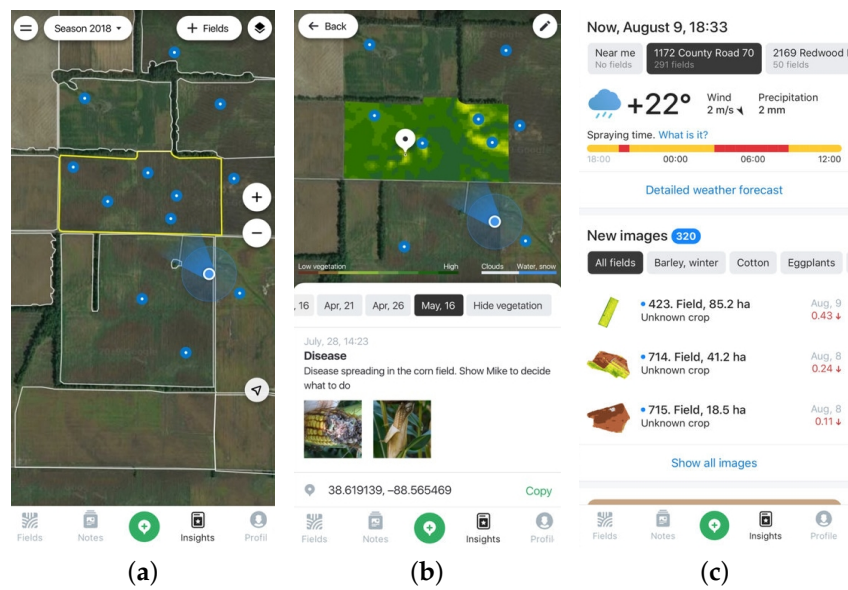 Season 2018
+ Fields
+
−
Fields
Notes
Insights
Profil
(a)
← Back
Low vegetation
High
Clouds
Water, snow
, 16
Apr, 21
Apr, 26
May, 16
Hide vegetation
July, 28, 14:23
Disease
Disease spreading in the corn field. Show Mike to decide
what to do
38.619139, –88.565469
Copy
Fields
Notes
Insights
Profil
(b)
Now, August 9, 18:33
Near me
No fields
1172 County Road 70
291 fields
2169 Redwood
50 fields
+22°
Wind
2 m/s
Precipitation
2 mm
Spraying time. What is it?
18:00
00:00
06:00
12:00
Detailed weather forecast
New images 320
All fields
Barley, winter
Cotton
Eggplants
423. Field, 85.2 ha
Unknown crop
Aug, 9
0.43 ↓
714. Field, 41.2 ha
Unknown crop
Aug, 8
0.24 ↓
715. Field, 18.5 ha
Unknown crop
Aug, 8
0.11 ↓
Show all images
Fields
Notes
Insights
Profile
(c)